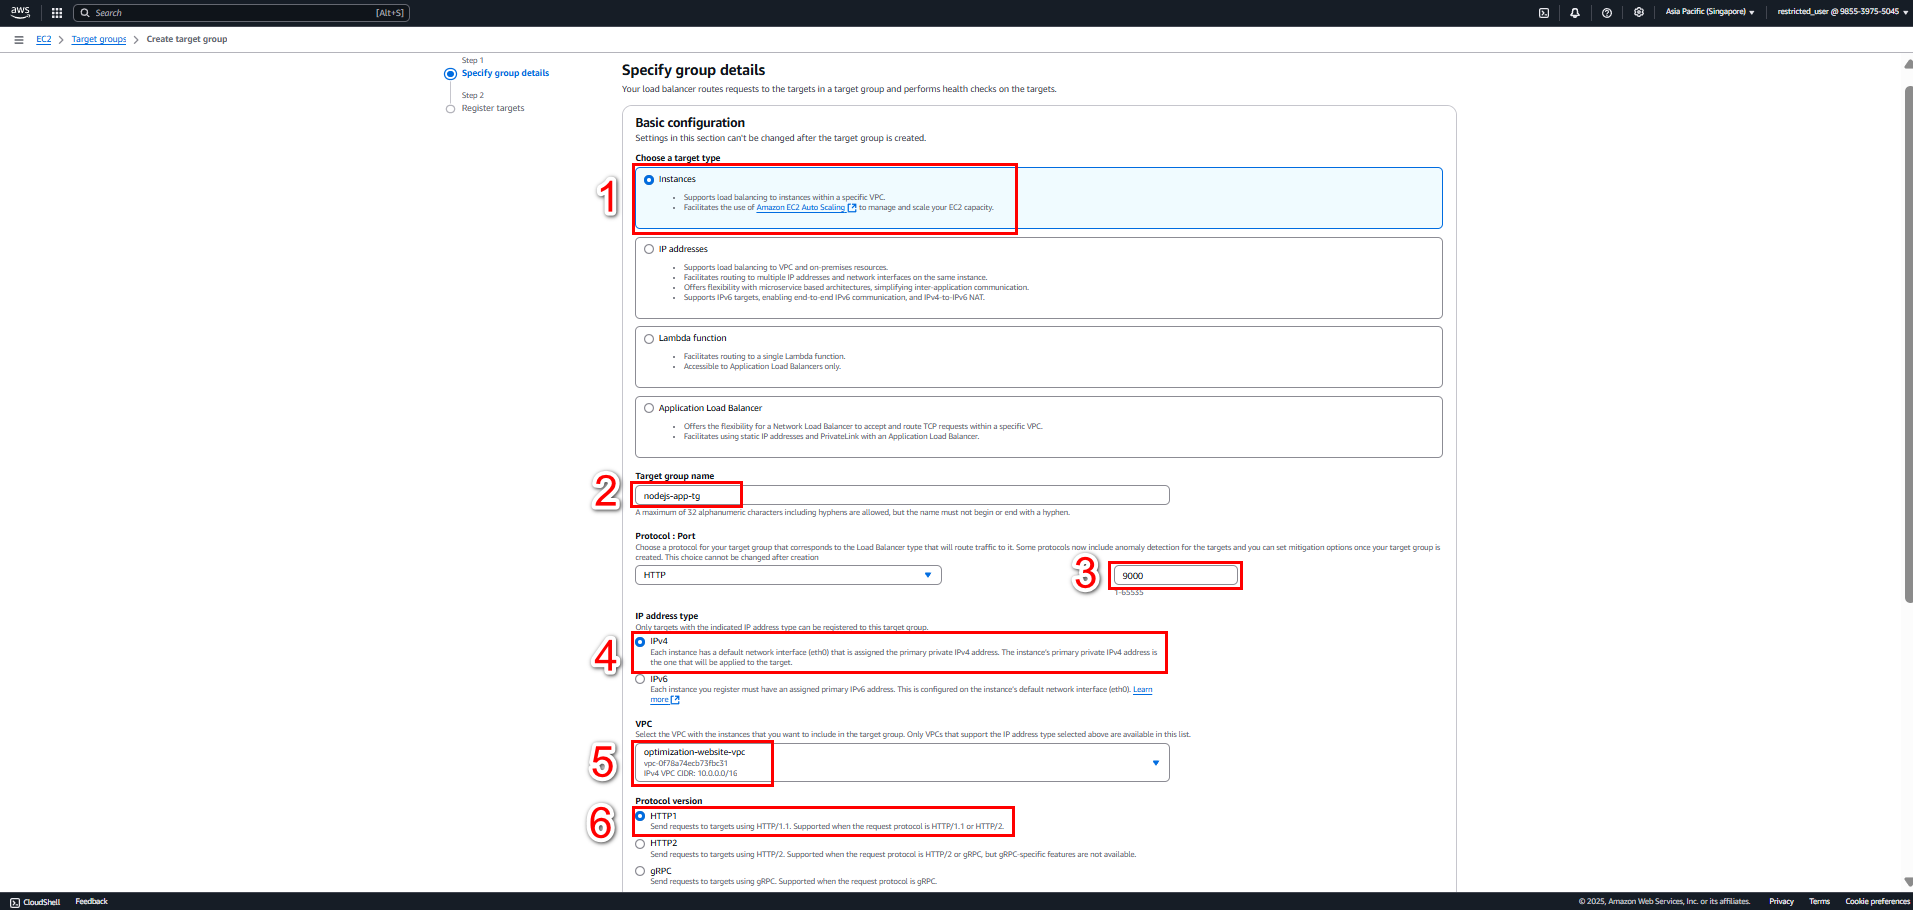 aws
Search [Alt+S]
Asia Pacific (Singapore)
restricted_user @ 9855-3975-5045
EC2 > Target groups > Create target group
Step 1
Specify group details
Step 2
Register targets
Specify group details
Your load balancer routes requests to the targets in a target group and performs health checks on the targets.
Basic configuration
Settings in this section can't be changed after the target group is created.
Choose a target type
1
Instances
• Supports load balancing to instances within a specific VPC.
• Facilitates the use of Amazon EC2 Auto Scaling to manage and scale your EC2 capacity.
IP addresses
• Supports load balancing to VPC and on-premises resources.
• Facilitates routing to multiple IP addresses and network interfaces on the same instance.
• Offers flexibility with microservice based architectures, simplifying inter-application communication.
• Supports IPv6 targets, enabling end-to-end IPv6 communication, and IPv4-to-IPv6 NAT.
Lambda function
• Facilitates routing to a single Lambda function.
• Accessible to Application Load Balancers only.
Application Load Balancer
• Offers the flexibility for a Network Load Balancer to accept and route TCP requests within a specific VPC.
• Facilitates using static IP addresses and PrivateLink with an Application Load Balancer.
Target group name
2
nodejs-app-tg
A maximum of 32 alphanumeric characters including hyphens are allowed, but the name must not begin or end with a hyphen.
Protocol : Port
Choose a protocol for your target group that corresponds to the Load Balancer type that will route traffic to it. Some protocols now include anomaly detection for the targets and you can set mitigation options once your target group is
created. This choice cannot be changed after creation
HTTP
3
9000
1-65535
IP address type
Only targets with the indicated IP address type can be registered to this target group.
4
IPv4
Each instance has a default network interface (eth0) that is assigned the primary private IPv4 address. The instance's primary private IPv4 address is
the one that will be applied to the target.
IPv6
Each instance you register must have an assigned primary IPv6 address. This is configured on the instance's default network interface (eth0). Learn
more
VPC
Select the VPC with the instances that you want to include in the target group. Only VPCs that support the IP address type selected above are available in this list.
5
optimization-website-vpc
vpc-0f78a74ecb73fbc31
IPv4 VPC CIDR: 10.0.0.0/16
Protocol version
6
HTTP1
Send requests to targets using HTTP/1.1. Supported when the request protocol is HTTP/1.1 or HTTP/2.
HTTP2
Send requests to targets using HTTP/2. Supported when the request protocol is HTTP/2 or gRPC, but gRPC-specific features are not available.
gRPC
Send requests to targets using gRPC. Supported when the request protocol is gRPC.
CloudShell
Feedback
© 2025, Amazon Web Services, Inc. or its affiliates.
Privacy
Terms
Cookie preferences